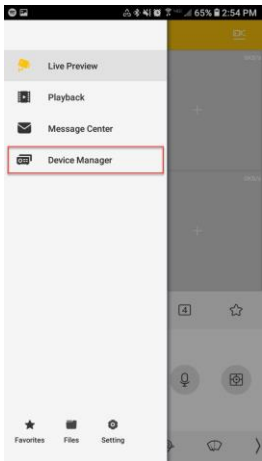 65% 2:54 PM
Live Preview
Playback
Message Center
Device Manager
4
Favorites Files Setting